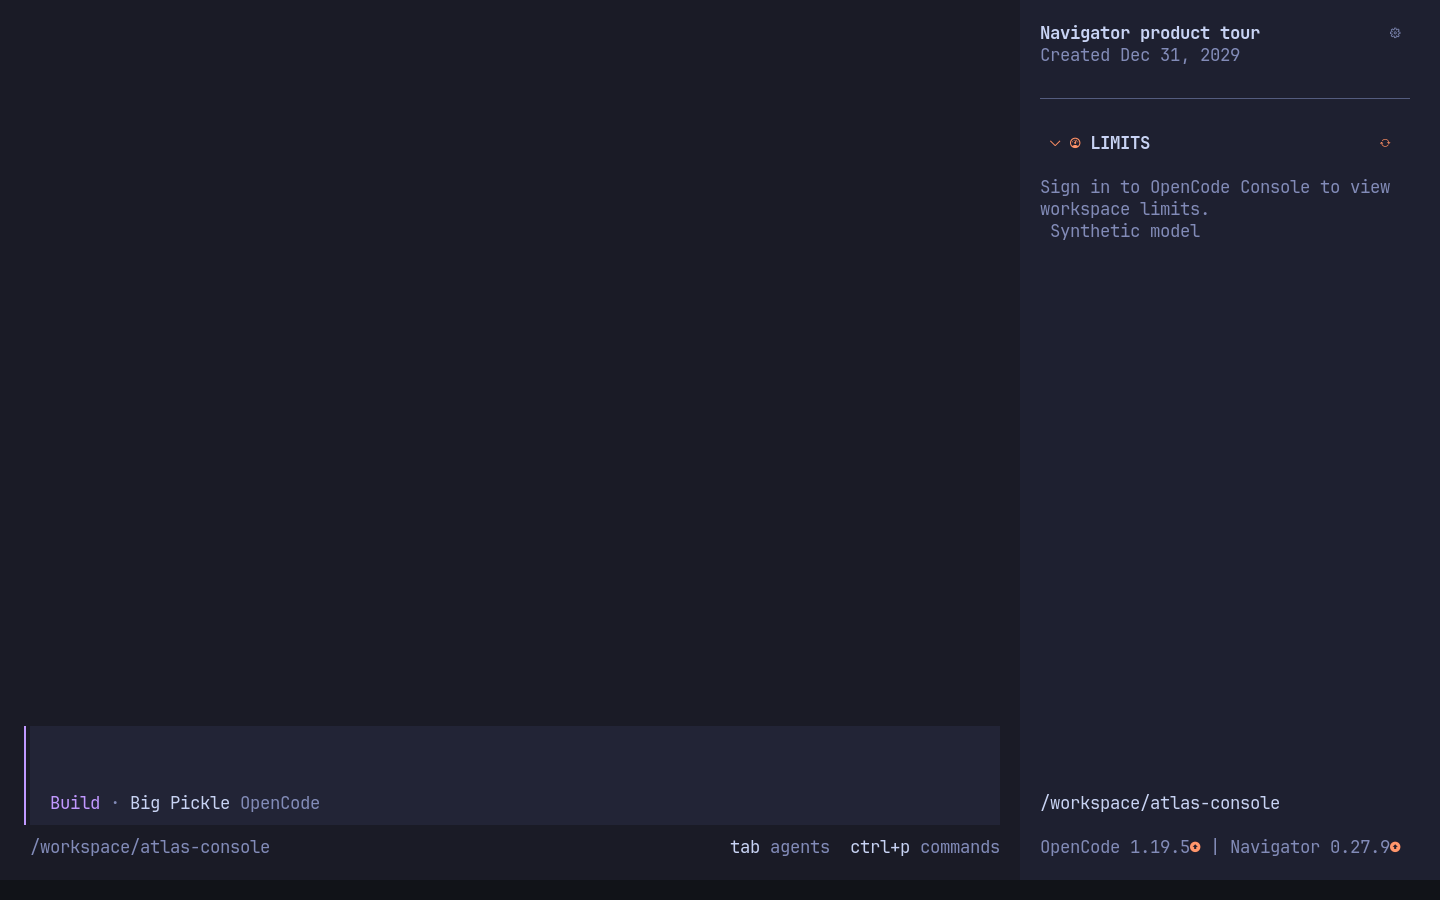 Navigator product tour
Created Dec 31, 2029
LIMITS
Sign in to OpenCode Console to view
workspace limits.
Synthetic model
Build · Big Pickle OpenCode
/workspace/atlas-console
tab agents  ctrl+p commands
/workspace/atlas-console
OpenCode 1.19.5 | Navigator 0.27.9